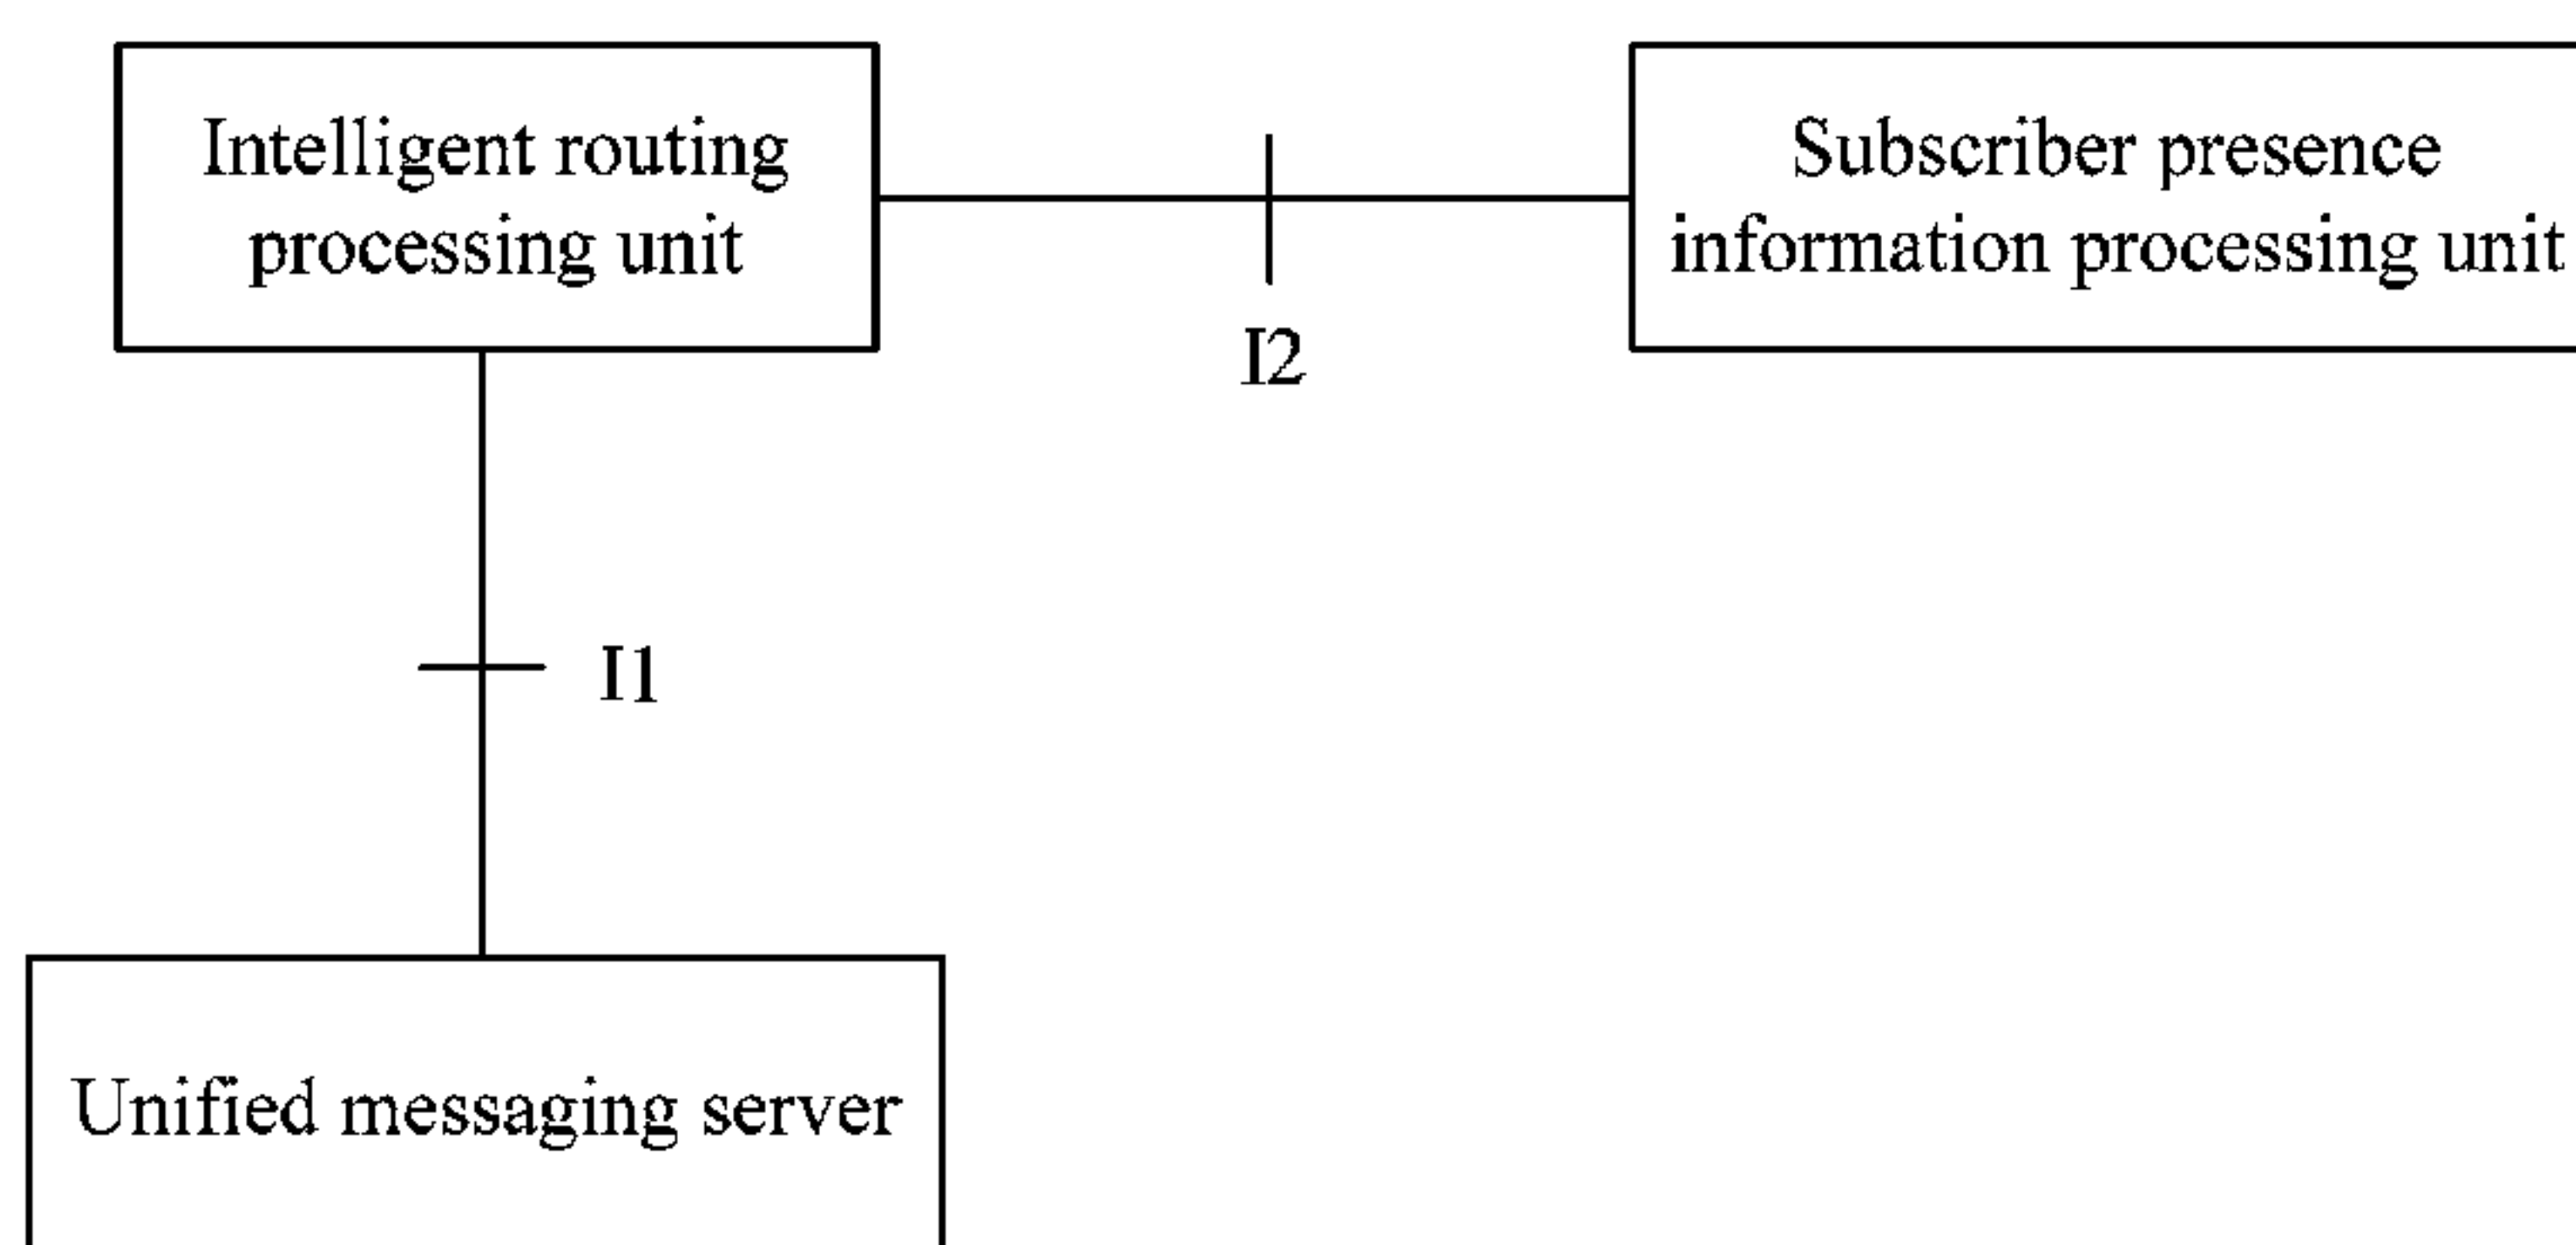 Intelligent routing
processing unit
Subscriber presence
information processing unit
I2
I1
Unified messaging server